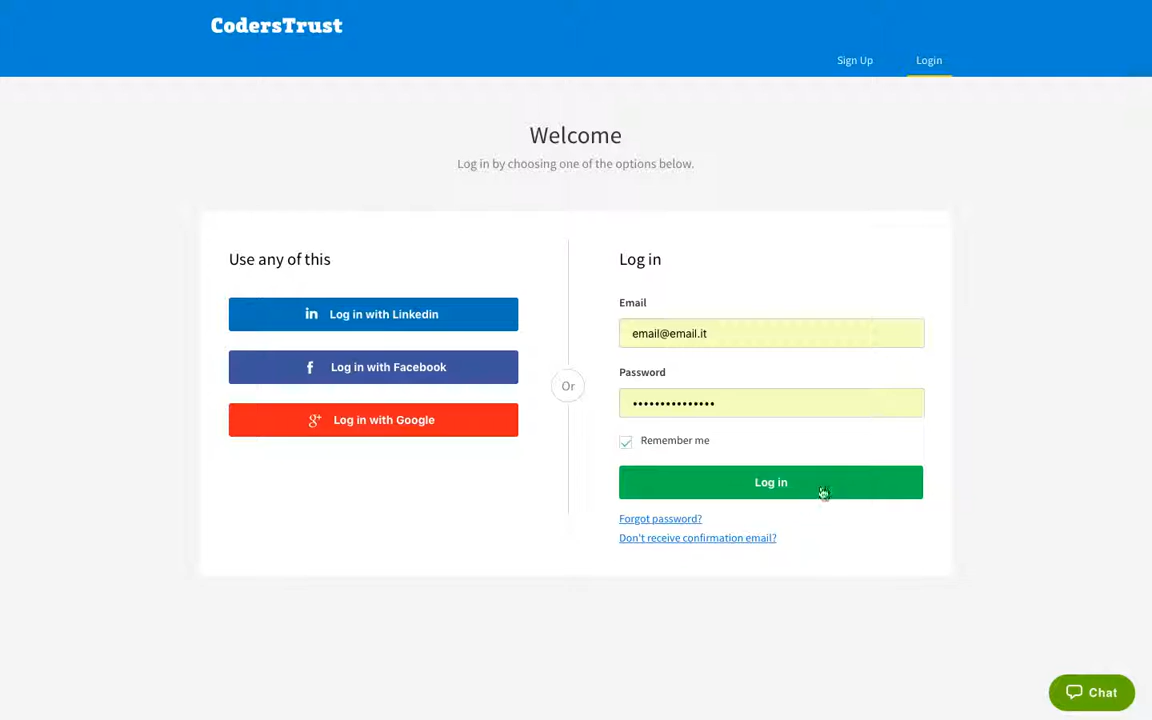 CodersTrust
Sign Up
Login
Welcome
Log in by choosing one of the options below.
Use any of this
in Log in with Linkedin
f Log in with Facebook
g+ Log in with Google
Or
Log in
Email
email@email.it
Password
•••••••••••••••
Remember me
Log in
Forgot password?
Don't receive confirmation email?
Chat